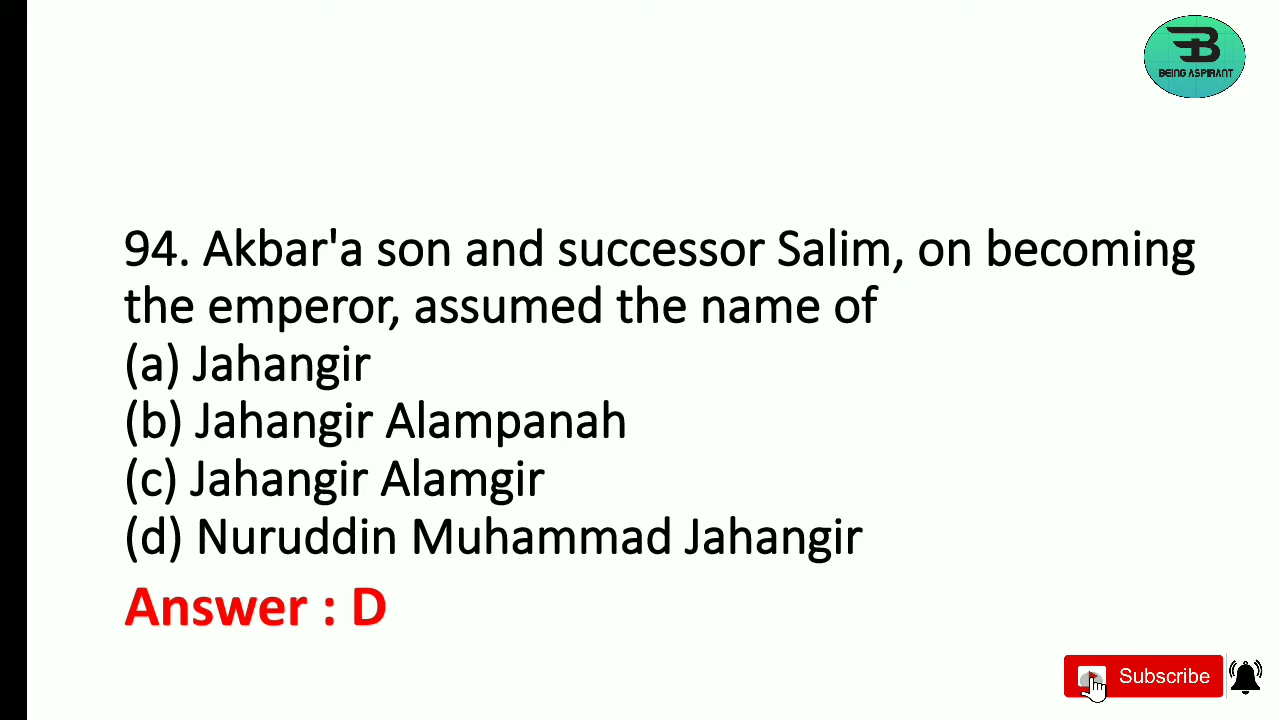 BEING ASPIRANT
94. Akbar'a son and successor Salim, on becoming
the emperor, assumed the name of
(a) Jahangir
(b) Jahangir Alampanah
(c) Jahangir Alamgir
(d) Nuruddin Muhammad Jahangir
Answer : D
Subscribe